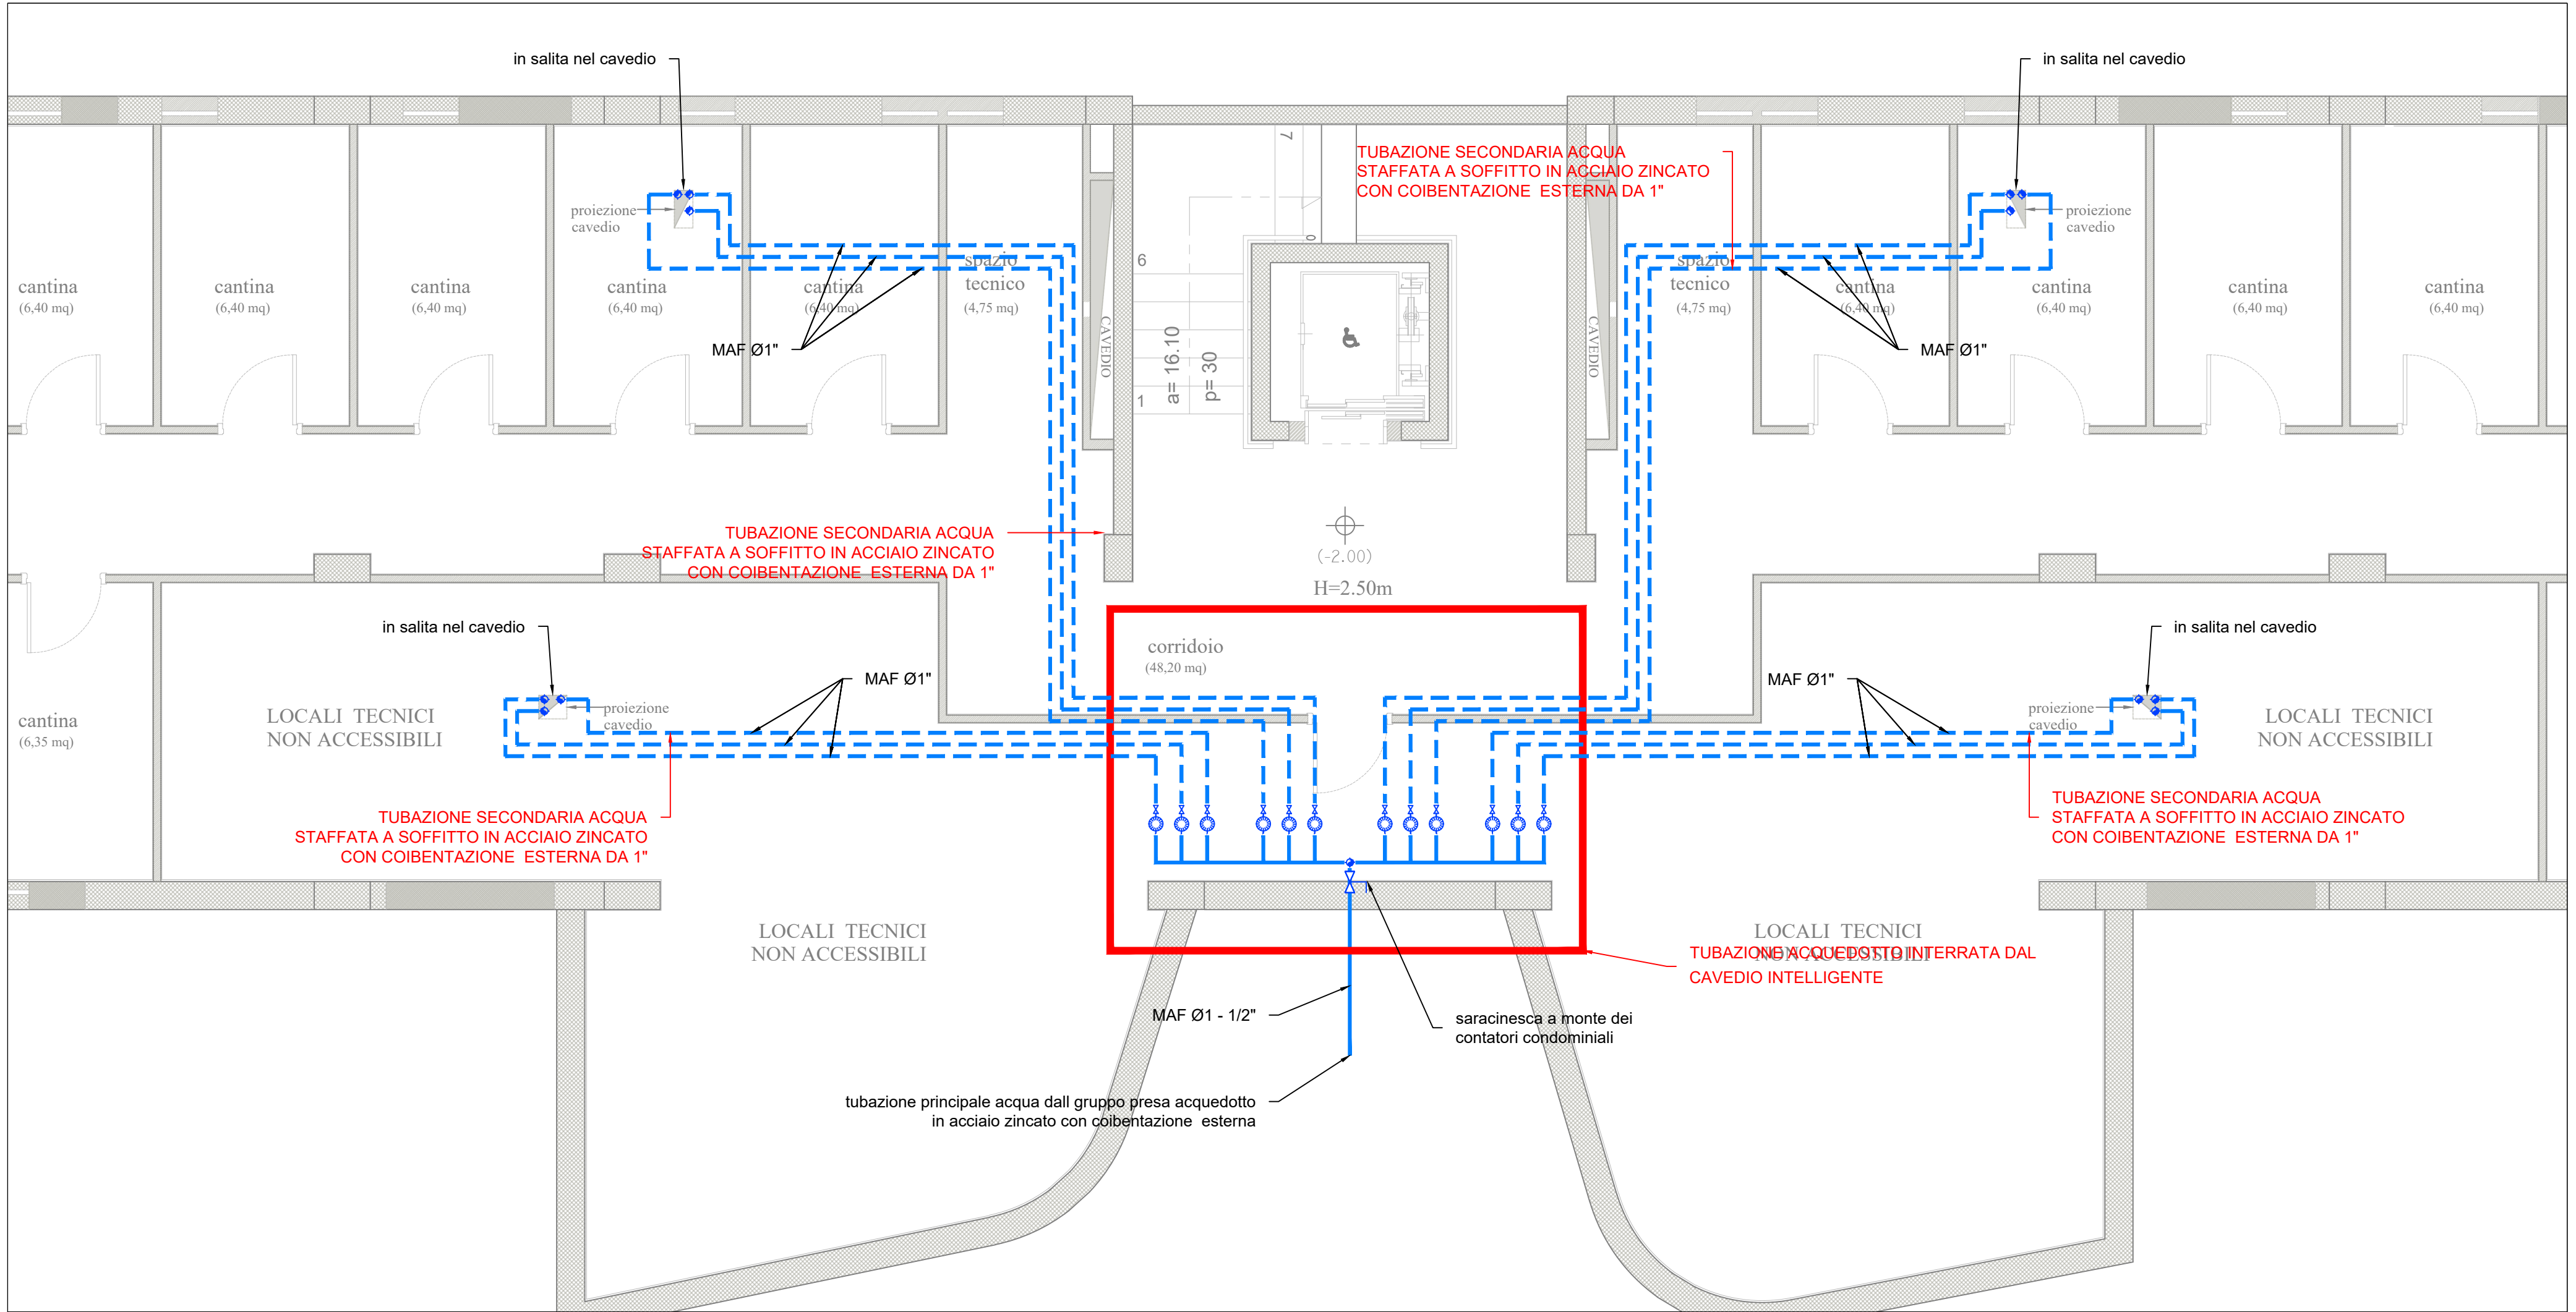 in salita nel cavedio
in salita nel cavedio
7
TUBAZIONE SECONDARIA ACQUA
STAFFATA A SOFFITTO IN ACCIAIO ZINCATO
CON COIBENTAZIONE ESTERNA DA 1"
proiezione
cavedio
proiezione
cavedio
0
6
cantina
(6,40 mq)
cantina
(6,40 mq)
cantina
(6,40 mq)
cantina
(6,40 mq)
cantina
(6,40 mq)
spazio
tecnico
(4,75 mq)
spazio
tecnico
(4,75 mq)
cantina
(6,40 mq)
cantina
(6,40 mq)
cantina
(6,40 mq)
cantina
(6,40 mq)
MAF Ø1"
CAVEDIO
a= 16.10
p= 30
1
CAVEDIO
MAF Ø1"
TUBAZIONE SECONDARIA ACQUA
STAFFATA A SOFFITTO IN ACCIAIO ZINCATO
CON COIBENTAZIONE ESTERNA DA 1"
(-2.00)
H=2.50m
in salita nel cavedio
in salita nel cavedio
corridoio
(48,20 mq)
MAF Ø1"
MAF Ø1"
cantina
(6,35 mq)
LOCALI TECNICI
NON ACCESSIBILI
proiezione
cavedio
proiezione
cavedio
LOCALI TECNICI
NON ACCESSIBILI
TUBAZIONE SECONDARIA ACQUA
STAFFATA A SOFFITTO IN ACCIAIO ZINCATO
CON COIBENTAZIONE ESTERNA DA 1"
TUBAZIONE SECONDARIA ACQUA
STAFFATA A SOFFITTO IN ACCIAIO ZINCATO
CON COIBENTAZIONE ESTERNA DA 1"
LOCALI TECNICI
NON ACCESSIBILI
LOCALI TECNICI
NON ACCESSIBILI
TUBAZIONE ACQUEDOTTO INTERRATA DAL
CAVEDIO INTELLIGENTE
MAF Ø1 - 1/2"
saracinesca a monte dei
contatori condominiali
tubazione principale acqua dall gruppo presa acquedotto
in acciaio zincato con coibentazione esterna